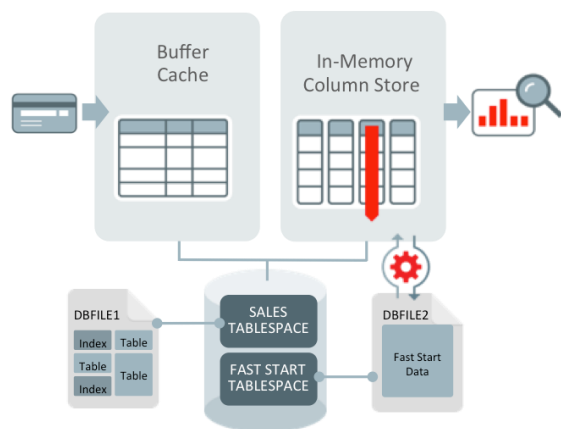 Buffer
Cache
In-Memory
Column Store
DBFILE1
Index
Table
Table
Table
Index
SALES
TABLESPACE
FAST START
TABLESPACE
DBFILE2
Fast Start
Data